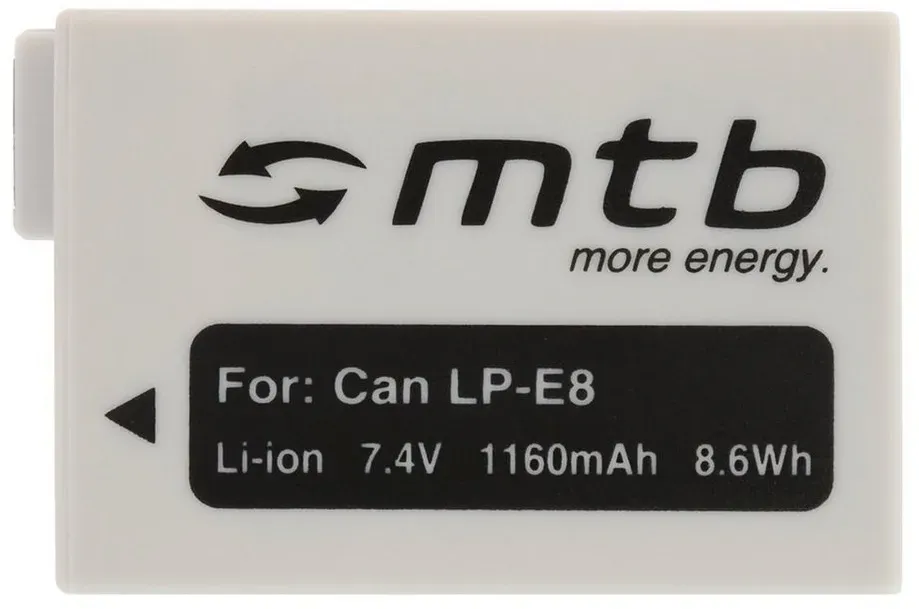 mtb
more energy.
For: Can LP-E8
Li-ion 7.4V 1160mAh 8.6Wh